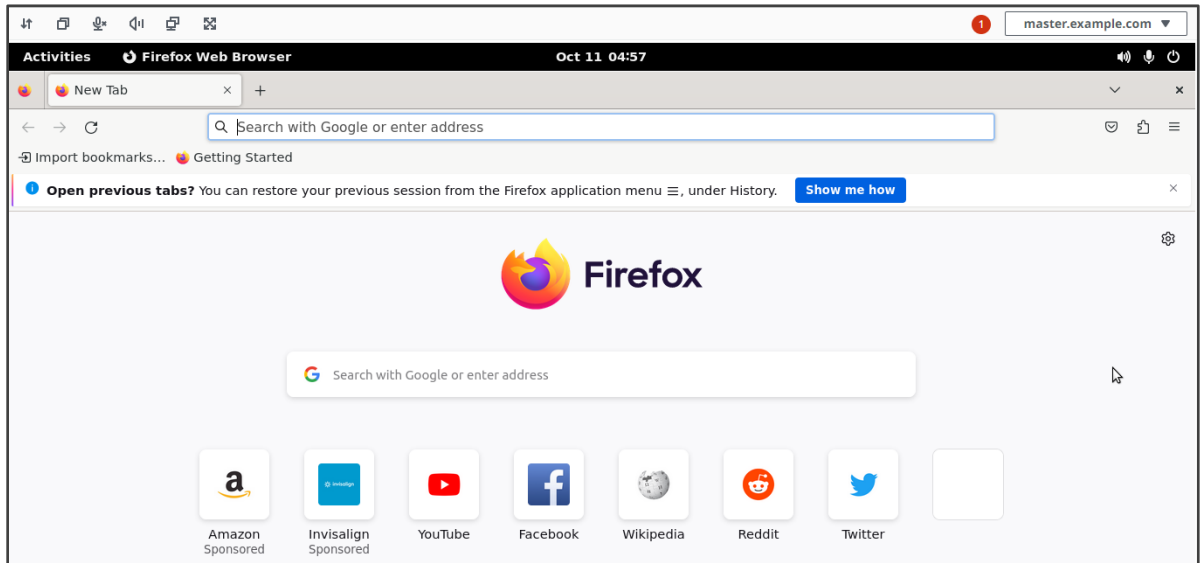 1 master.example.com
Activities Firefox Web Browser Oct 11 04:57
New Tab
Search with Google or enter address
Import bookmarks... Getting Started
Open previous tabs? You can restore your previous session from the Firefox application menu ≡, under History. Show me how
Firefox
Search with Google or enter address
a invisalign f
Amazon Invisalign YouTube Facebook Wikipedia Reddit Twitter
Sponsored Sponsored